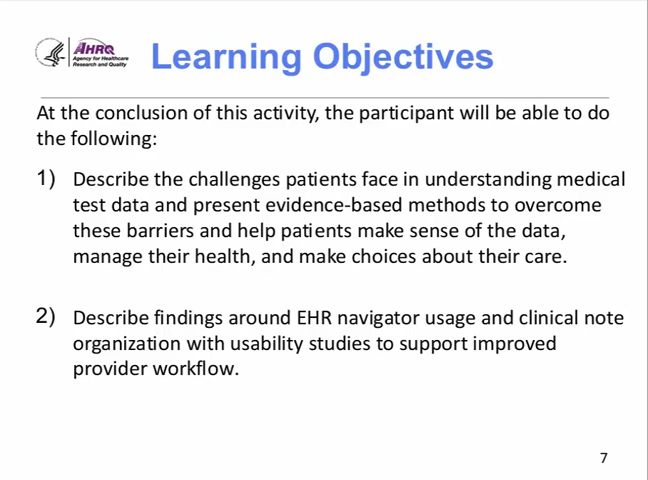 AHRQ
Agency for Healthcare
Research and Quality
Learning Objectives
At the conclusion of this activity, the participant will be able to do
the following:
1) Describe the challenges patients face in understanding medical
test data and present evidence-based methods to overcome
these barriers and help patients make sense of the data,
manage their health, and make choices about their care.
2) Describe findings around EHR navigator usage and clinical note
organization with usability studies to support improved
provider workflow.
7